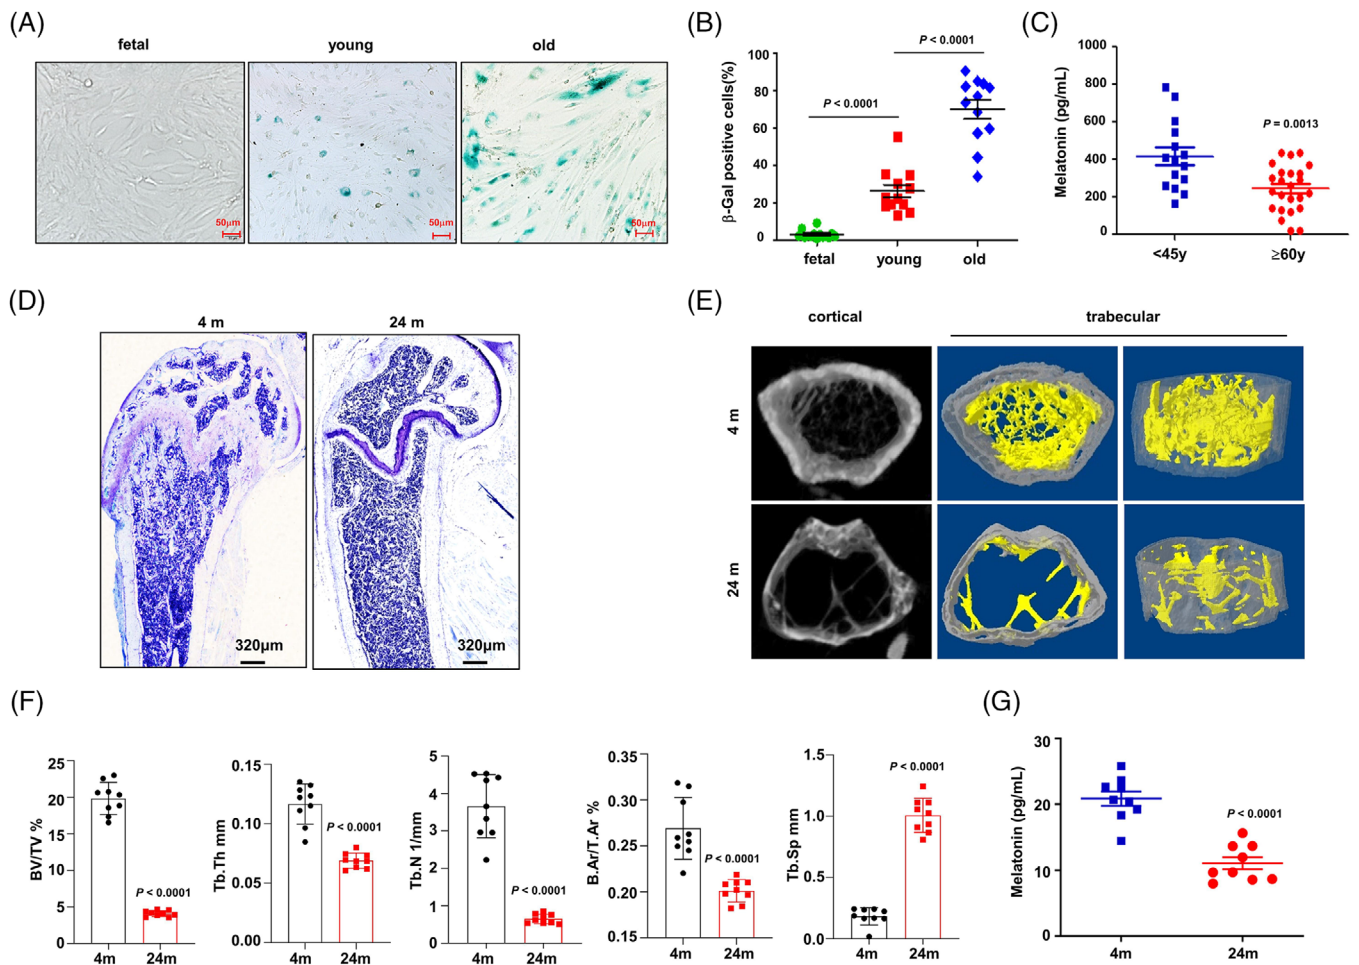 (A)
fetal
young
old
50μm
50μm
50μm
(B)
β-Gal positive cells(%)
100
80
60
40
20
0
P < 0.0001
P < 0.0001
fetal
young
old
(C)
Melatonin (pg/mL)
1000
800
600
400
200
0
P = 0.0013
<45y
≥60y
(D)
4 m
24 m
320μm
320μm
(E)
cortical
trabecular
4 m
24 m
(F)
BV/TV %
25
20
15
10
5
0
P < 0.0001
4m
24m
Tb.Th mm
0.15
0.10
0.05
0.00
P < 0.0001
4m
24m
Tb.N 1/mm
5
4
3
2
1
0
P < 0.0001
4m
24m
B.Ar/T.Ar %
0.35
0.30
0.25
0.20
0.15
P < 0.0001
4m
24m
Tb.Sp mm
1.5
1.0
0.5
0.0
P < 0.0001
4m
24m
(G)
Melatonin (pg/mL)
30
20
10
0
P < 0.0001
4m
24m